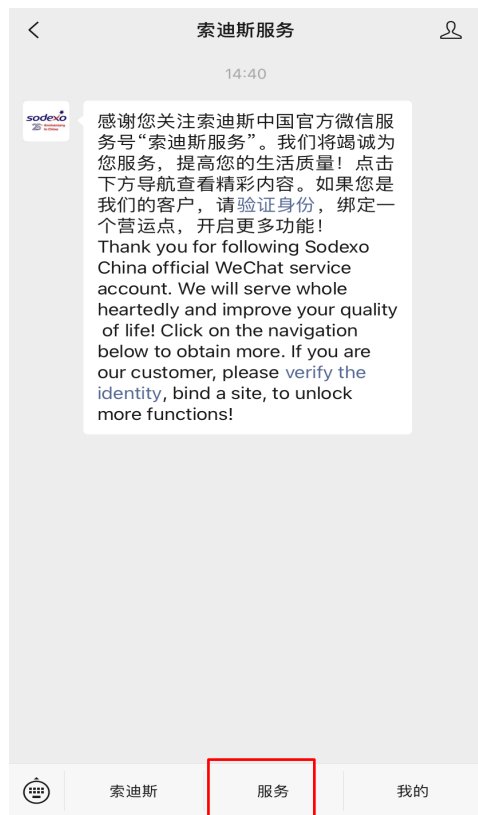 索迪斯服务
14:40
sodexo
感谢您关注索迪斯中国官方微信服
务号“索迪斯服务”。我们将竭诚为
您服务，提高您的生活质量！点击
下方导航查看精彩内容。如果您是
我们的客户，请验证身份，绑定一
个营运点，开启更多功能！
Thank you for following Sodexo
China official WeChat service
account. We will serve whole
heartedly and improve your quality
of life! Click on the navigation
below to obtain more. If you are
our customer, please verify the
identity, bind a site, to unlock
more functions!
索迪斯 服务 我的